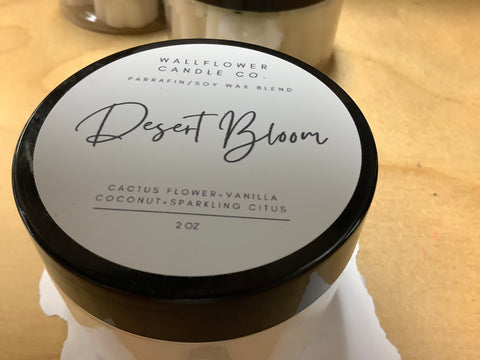 WALLFLOWER
CANDLE CO.
PARRAFIN/SOY WAX BLEND
Desert Bloom
CACTUS FLOWER+VANILLA
COCONUT+SPARKLING CITUS
2 OZ